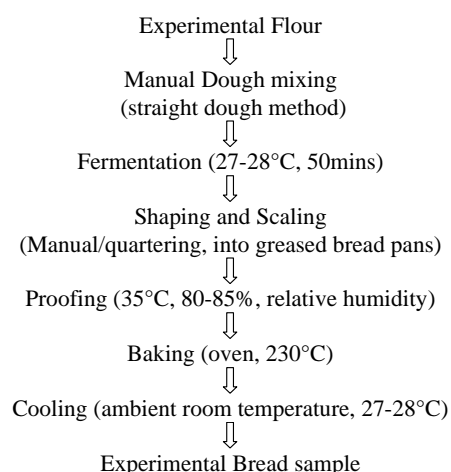 Experimental Flour
Manual Dough mixing
(straight dough method)
Fermentation (27-28°C, 50mins)
Shaping and Scaling
(Manual/quartering, into greased bread pans)
Proofing (35°C, 80-85%, relative humidity)
Baking (oven, 230°C)
Cooling (ambient room temperature, 27-28°C)
Experimental Bread sample